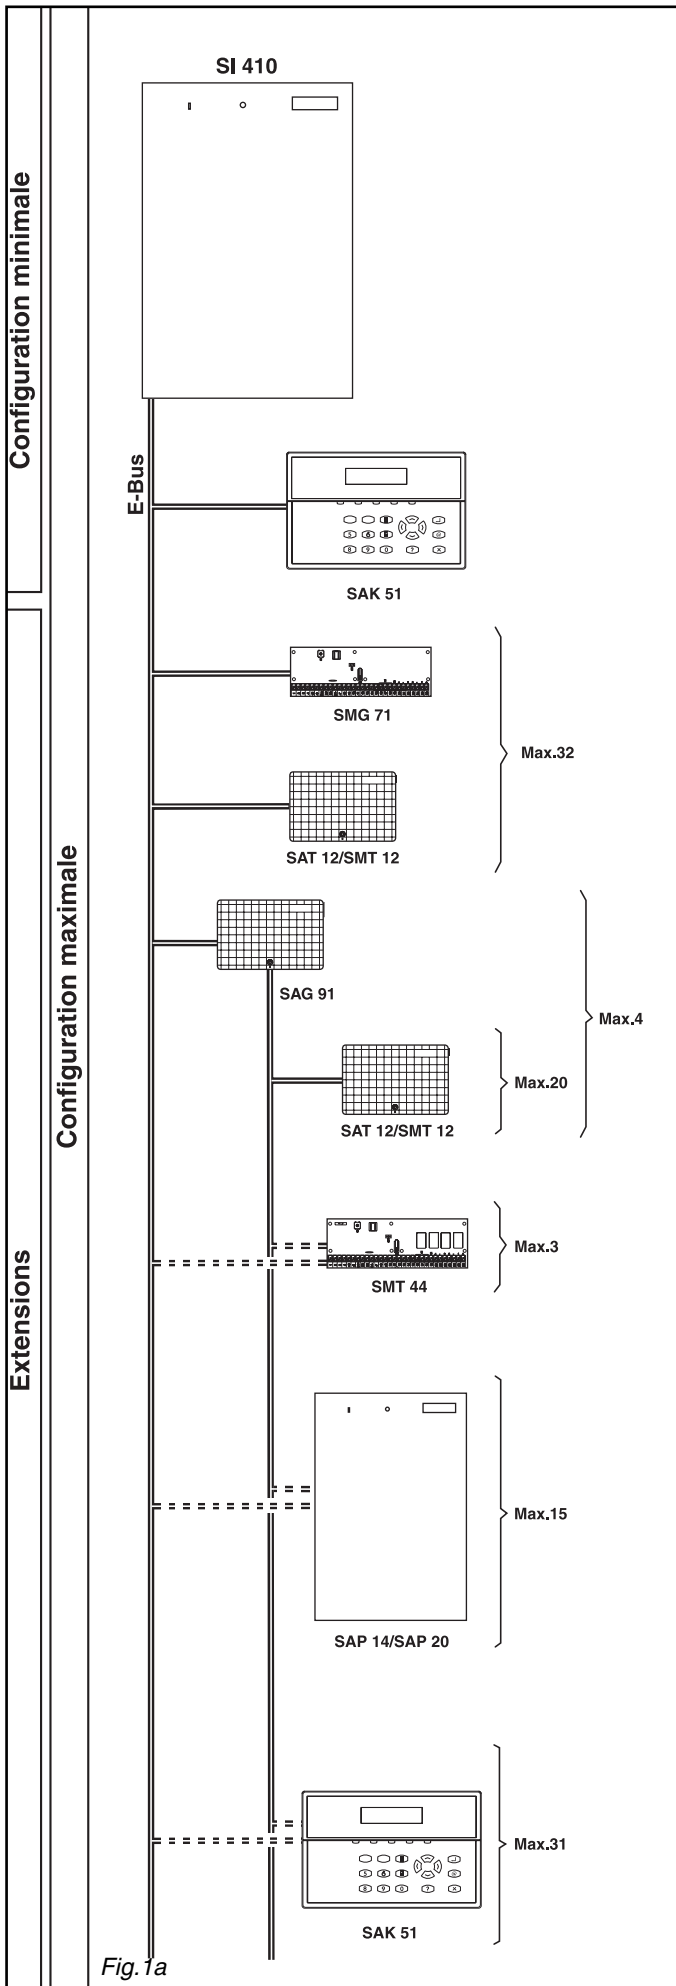 SI 410
Configuration minimale
E-Bus
SAK 51
SMG 71
Max.32
SAT 12/SMT 12
Configuration maximale
SAG 91
Max.4
SAT 12/SMT 12
Max.20
Extensions
SMT 44
Max.3
SAP 14/SAP 20
Max.15
SAK 51
Max.31
Fig.1a